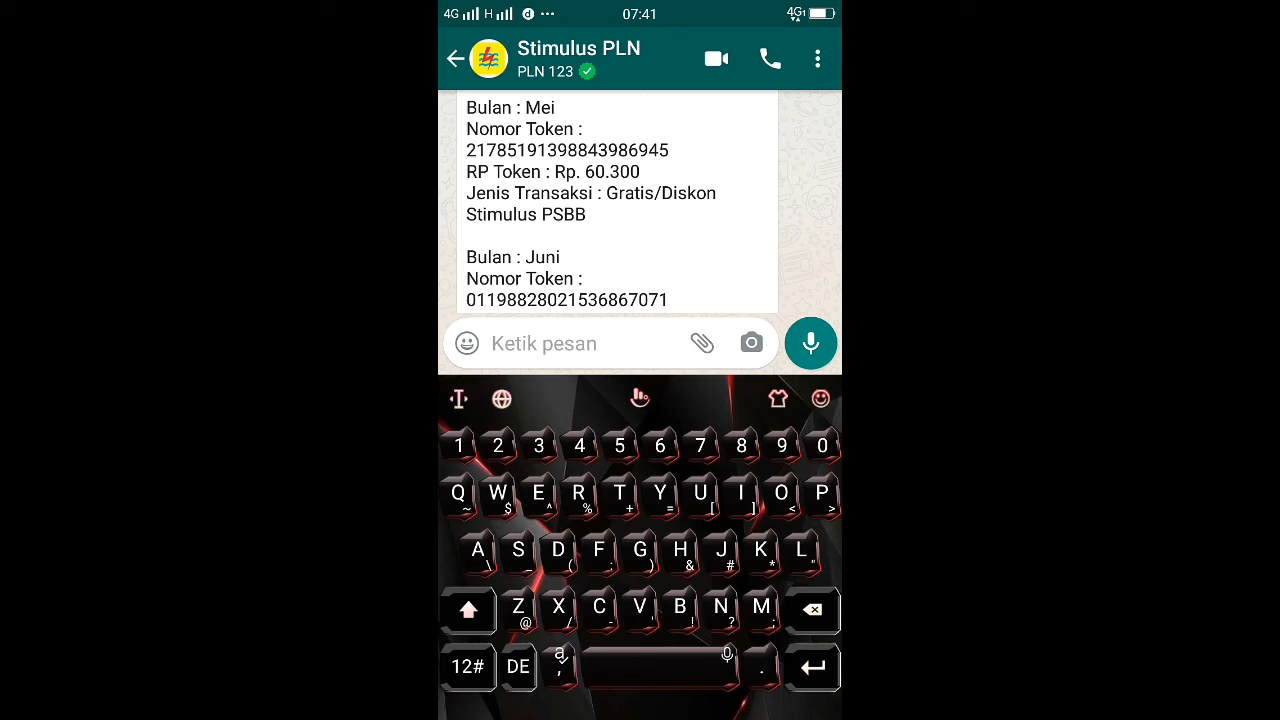 4G H 07:41 4G1
Stimulus PLN
PLN 123
Bulan : Mei
Nomor Token :
21785191398843986945
RP Token : Rp. 60.300
Jenis Transaksi : Gratis/Diskon
Stimulus PSBB
Bulan : Juni
Nomor Token :
01198828021536867071
Ketik pesan
1 2 3 4 5 6 7 8 9 0
Q W E R T Y U I O P
~ $ ^ % + = [ ] < >
A S D F G H J K L
\ _ ( : ) & # * "
Z X C V B N M
@ / - ' ! ? ;
12# DE a , .